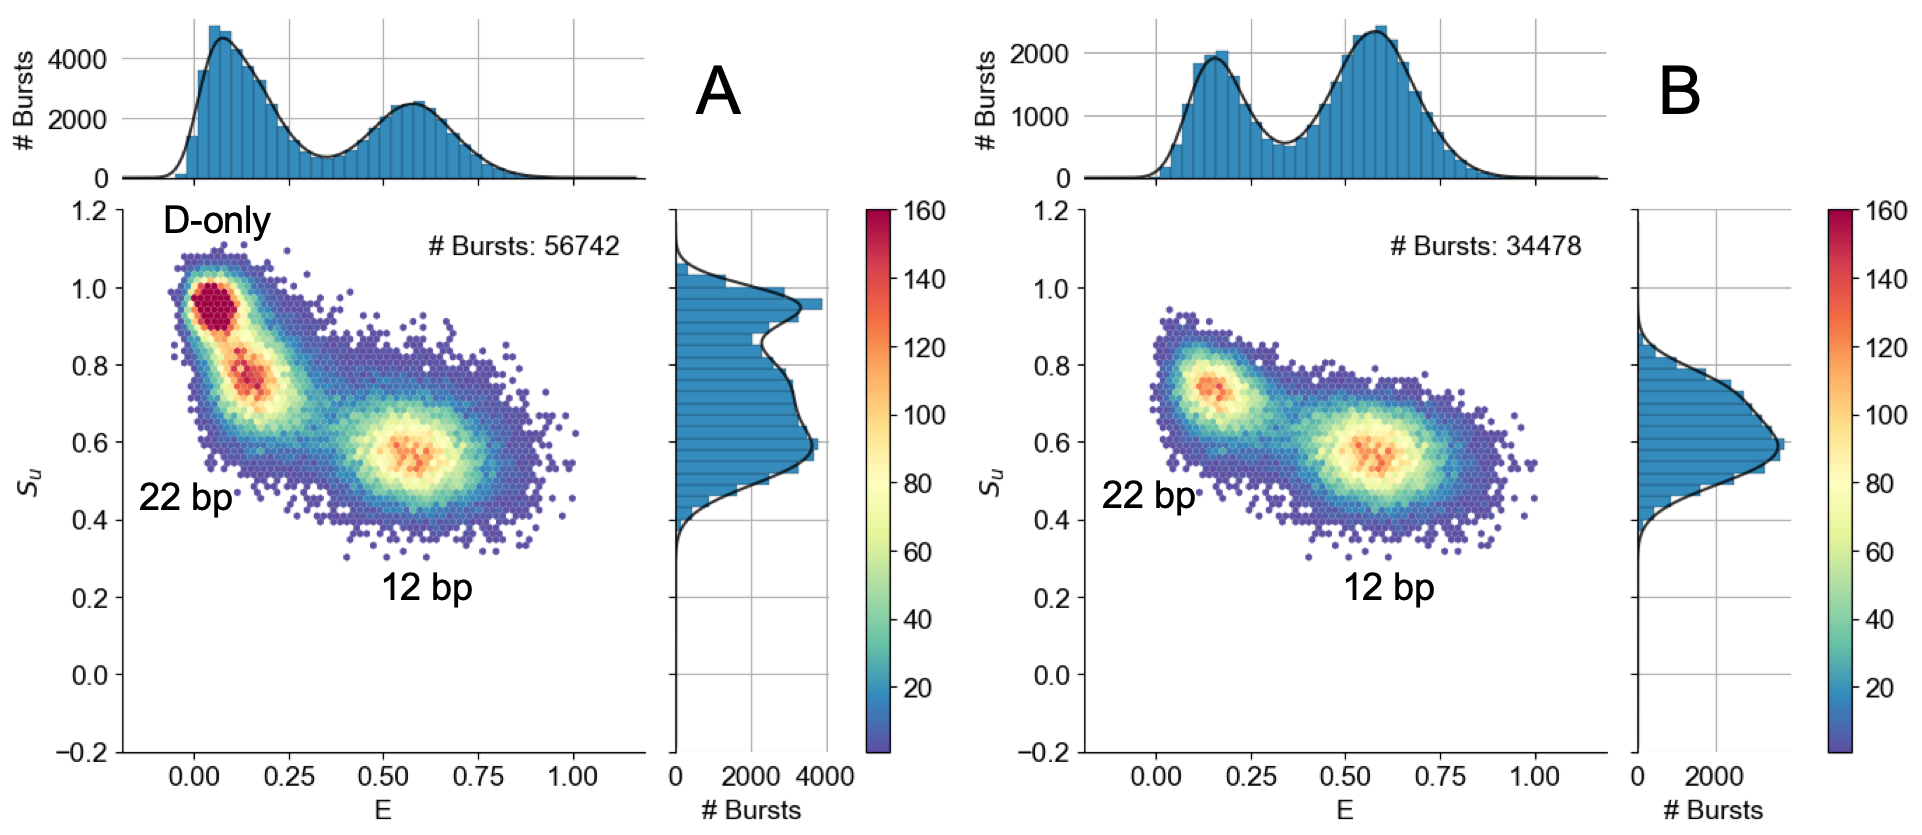 # Bursts
4000
2000
0
A
D-only
# Bursts: 56742
22 bp
12 bp
S_u
1.2
1.0
0.8
0.6
0.4
0.2
0.0
−0.2
0.00 0.25 0.50 0.75 1.00
E
0 2000 4000
# Bursts
160
140
120
100
80
60
40
20
# Bursts
2000
1000
0
B
# Bursts: 34478
22 bp
12 bp
S_u
1.2
1.0
0.8
0.6
0.4
0.2
0.0
−0.2
0.00 0.25 0.50 0.75 1.00
E
0 2000
# Bursts
160
140
120
100
80
60
40
20